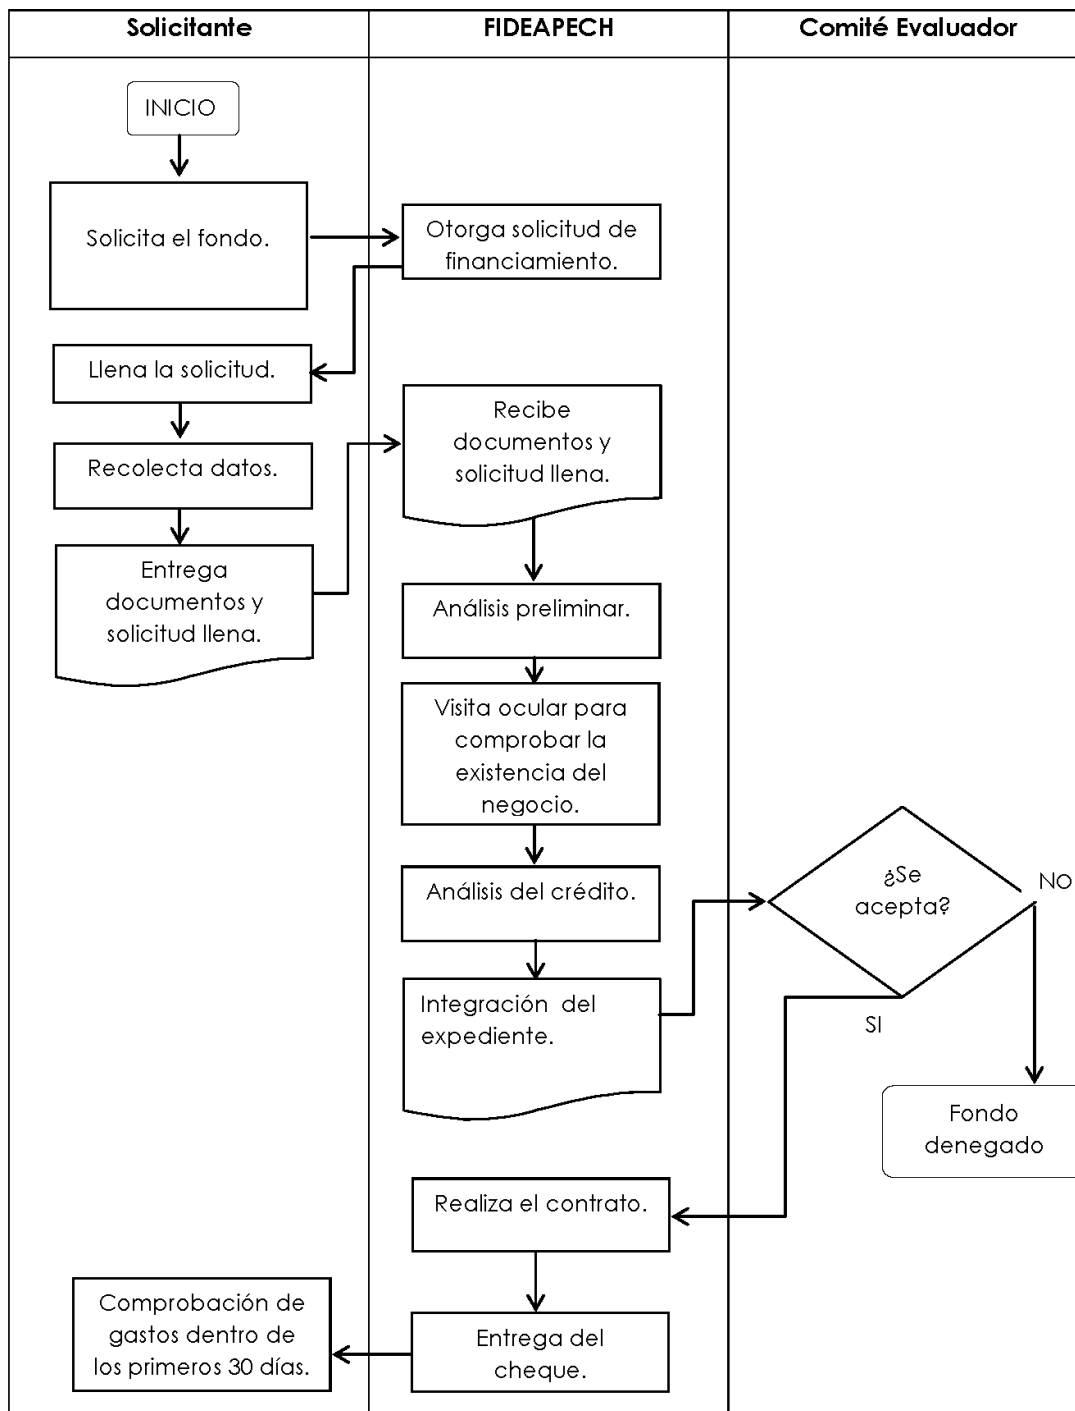 Solicitante
FIDEAPECH
Comité Evaluador
INICIO
Solicita el fondo.
Otorga solicitud de
financiamiento.
Llena la solicitud.
Recolecta datos.
Entrega
documentos y
solicitud llena.
Recibe
documentos y
solicitud llena.
Análisis preliminar.
Visita ocular para
comprobar la
existencia del
negocio.
Análisis del crédito.
Integración del
expediente.
¿Se
acepta?
NO
SI
Fondo
denegado
Realiza el contrato.
Entrega del
cheque.
Comprobación de
gastos dentro de
los primeros 30 días.